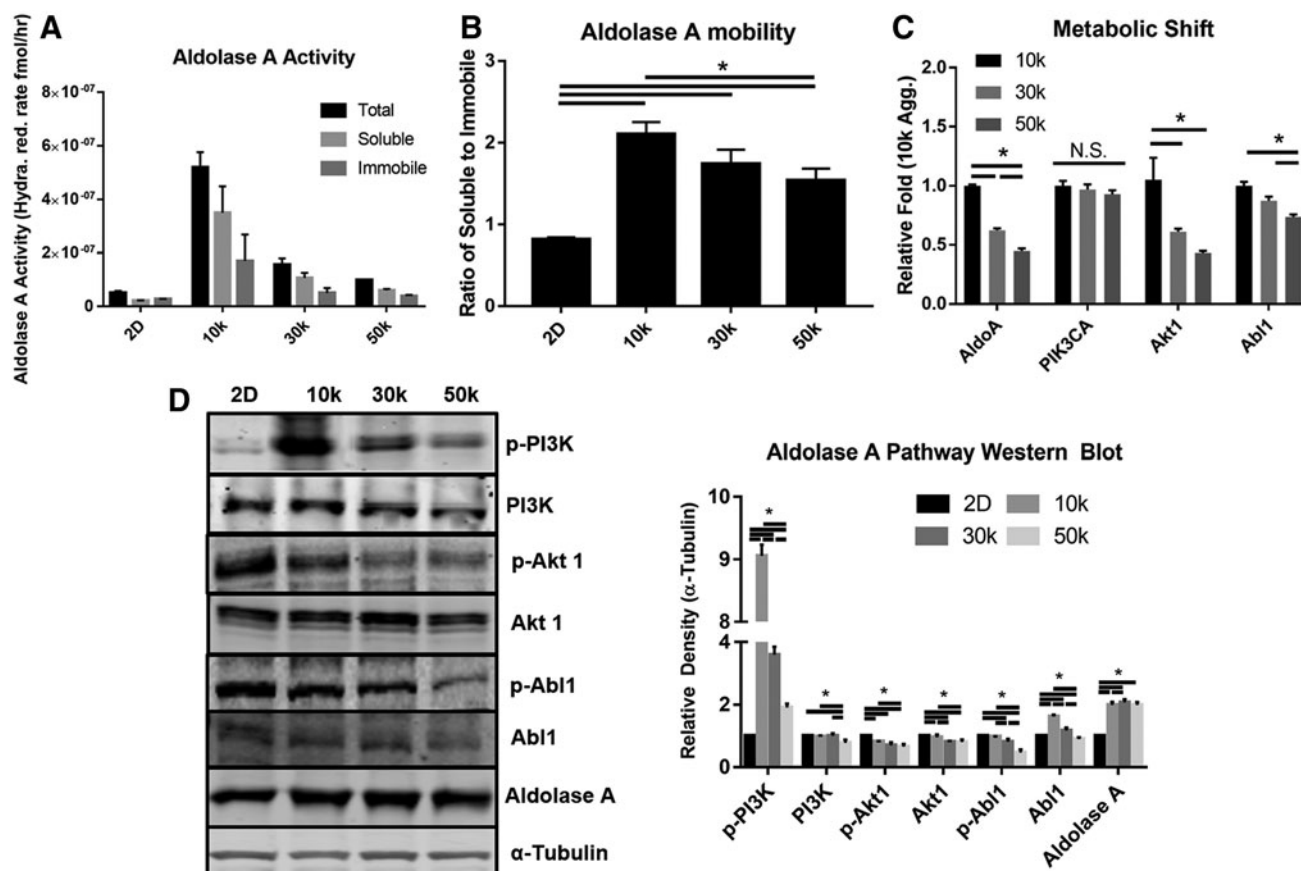 A
Aldolase A Activity
Aldolase A Activity (Hydra. red. rate fmol/hr)
8×10⁻⁰⁷
6×10⁻⁰⁷
4×10⁻⁰⁷
2×10⁻⁰⁷
0
Total
Soluble
Immobile
2D
10k
30k
50k
B
Aldolase A mobility
Ratio of Soluble to Immobile
3
2
1
0
*
2D
10k
30k
50k
C
Metabolic Shift
Relative Fold (10k Agg.)
2.0
1.5
1.0
0.5
0.0
10k
30k
50k
*
N.S.
*
*
AldoA
PIK3CA
Akt1
Abl1
D
2D 10k 30k 50k
p-PI3K
PI3K
p-Akt 1
Akt 1
p-Abl1
Abl1
Aldolase A
α-Tubulin
Aldolase A Pathway Western Blot
Relative Density (α-Tubulin)
10
9
8
4
2
0
2D
10k
30k
50k
*
*
*
*
*
*
*
p-PI3K
PI3K
p-Akt1
Akt1
p-Abl1
Abl1
Aldolase A